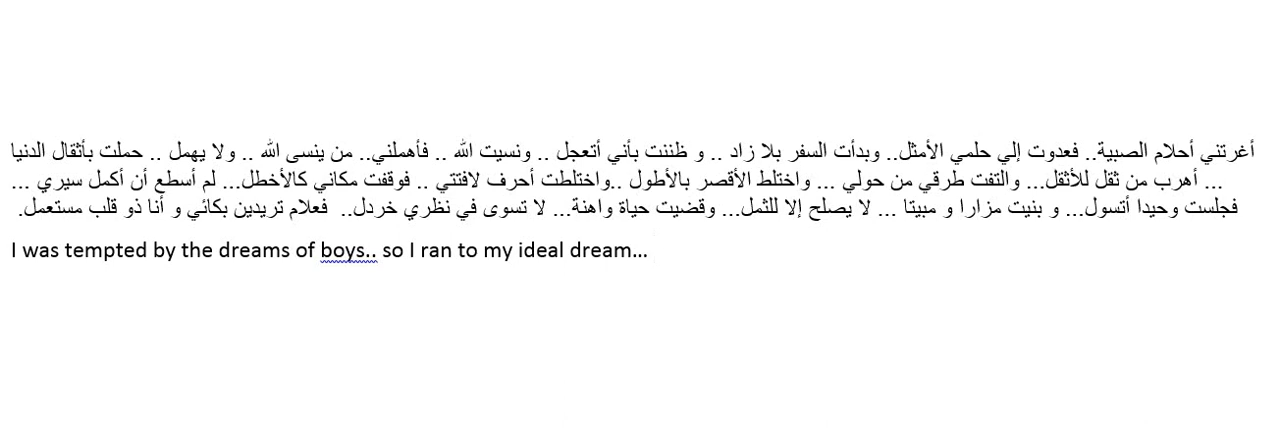 أغرتني أحلام الصبية.. فعدوت إلي حلمي الأمثل.. وبدأت السفر بلا زاد .. و ظننت بأني أتعجل .. ونسيت الله .. فأهملني.. من ينسى الله .. ولا يهمل .. حملت بأثقال الدنيا
... أهرب من ثقل للأثقل... والتفت طرقي من حولي ... واختلط الأقصر بالأطول ..واختلطت أحرف لافتتي .. فوقفت مكاني كالأخطل... لم أسطع أن أكمل سيري ...
فجلست وحيدا أتسول... و بنيت مزارا و مبيتا ... لا يصلح إلا للثمل... وقضيت حياة واهنة... لا تسوى في نظري خردل.. فعلام تريدين بكائي و أنا ذو قلب مستعمل.
I was tempted by the dreams of boys.. so I ran to my ideal dream...